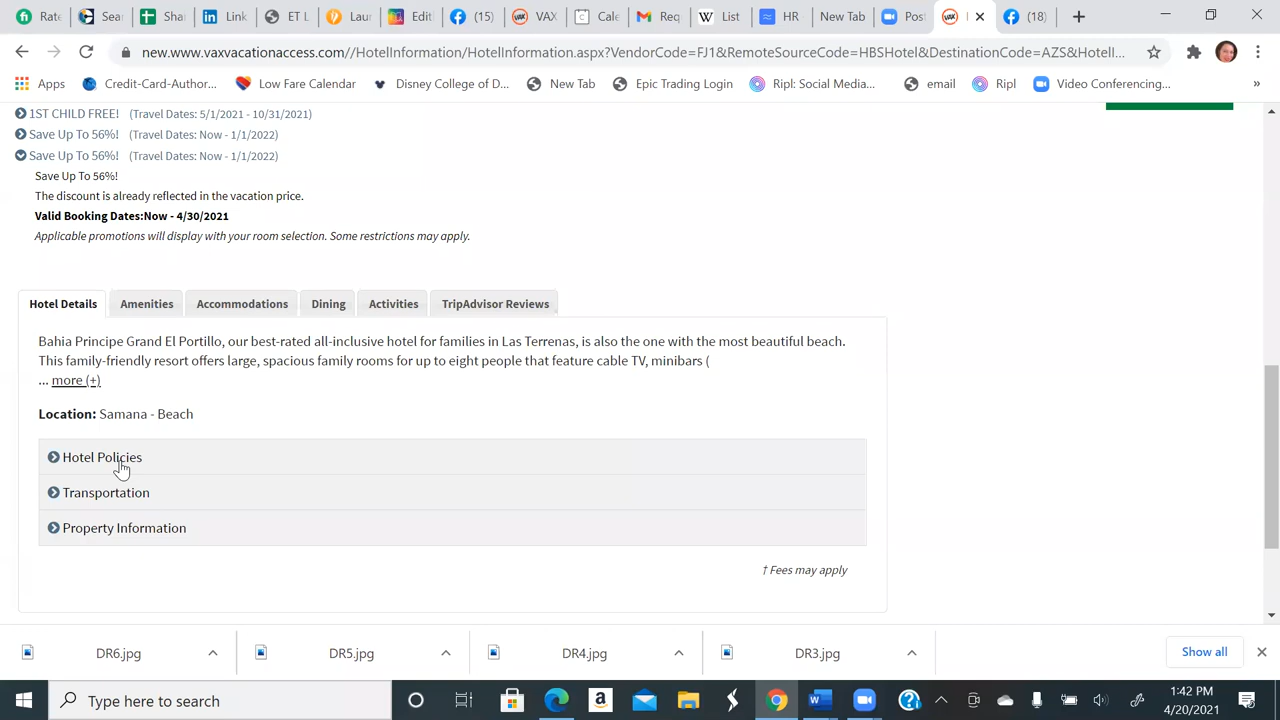 Rate
Sea
Sha
Link
ET L
Laur
Edit
(15)
VAX
Cale
Req
List
HR -
New Tab
Post
(18)
new.www.vaxvacationaccess.com//HotelInformation/HotelInformation.aspx?VendorCode=FJ1&RemoteSourceCode=HBSHotel&DestinationCode=AZS&HotelI...
Apps
Credit-Card-Author...
Low Fare Calendar
Disney College of D...
New Tab
Epic Trading Login
Ripl: Social Media...
email
Ripl
Video Conferencing...
»
1ST CHILD FREE! (Travel Dates: 5/1/2021 - 10/31/2021)
Save Up To 56%! (Travel Dates: Now - 1/1/2022)
Save Up To 56%! (Travel Dates: Now - 1/1/2022)
Save Up To 56%!
The discount is already reflected in the vacation price.
Valid Booking Dates:Now - 4/30/2021
Applicable promotions will display with your room selection. Some restrictions may apply.
Hotel Details
Amenities
Accommodations
Dining
Activities
TripAdvisor Reviews
Bahia Principe Grand El Portillo, our best-rated all-inclusive hotel for families in Las Terrenas, is also the one with the most beautiful beach.
This family-friendly resort offers large, spacious family rooms for up to eight people that feature cable TV, minibars (
... more (+)
Location: Samana - Beach
Hotel Policies
Transportation
Property Information
† Fees may apply
DR6.jpg
DR5.jpg
DR4.jpg
DR3.jpg
Show all
Type here to search
1:42 PM
4/20/2021